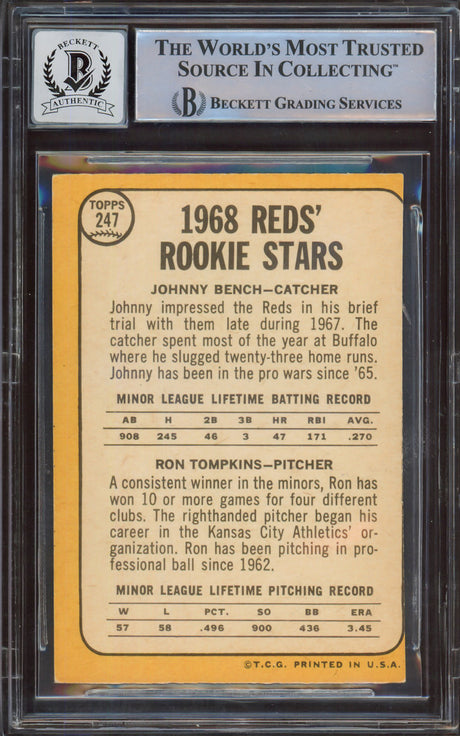 BECKETT
B
AUTHENTIC
THE WORLD'S MOST TRUSTED
SOURCE IN COLLECTING™
B BECKETT GRADING SERVICES
TOPPS
247
1968 REDS'
ROOKIE STARS
JOHNNY BENCH—CATCHER
Johnny impressed the Reds in his brief
trial with them late during 1967. The
catcher spent most of the year at Buffalo
where he slugged twenty-three home runs.
Johnny has been in the pro wars since '65.
MINOR LEAGUE LIFETIME BATTING RECORD
AB H 2B 3B HR RBI AVG.
908 245 46 3 47 171 .270
RON TOMPKINS—PITCHER
A consistent winner in the minors, Ron has
won 10 or more games for four different
clubs. The righthanded pitcher began his
career in the Kansas City Athletics' or-
ganization. Ron has been pitching in pro-
fessional ball since 1962.
MINOR LEAGUE LIFETIME PITCHING RECORD
W L PCT. SO BB ERA
57 58 .496 900 436 3.45
©T.C.G. PRINTED IN U.S.A.